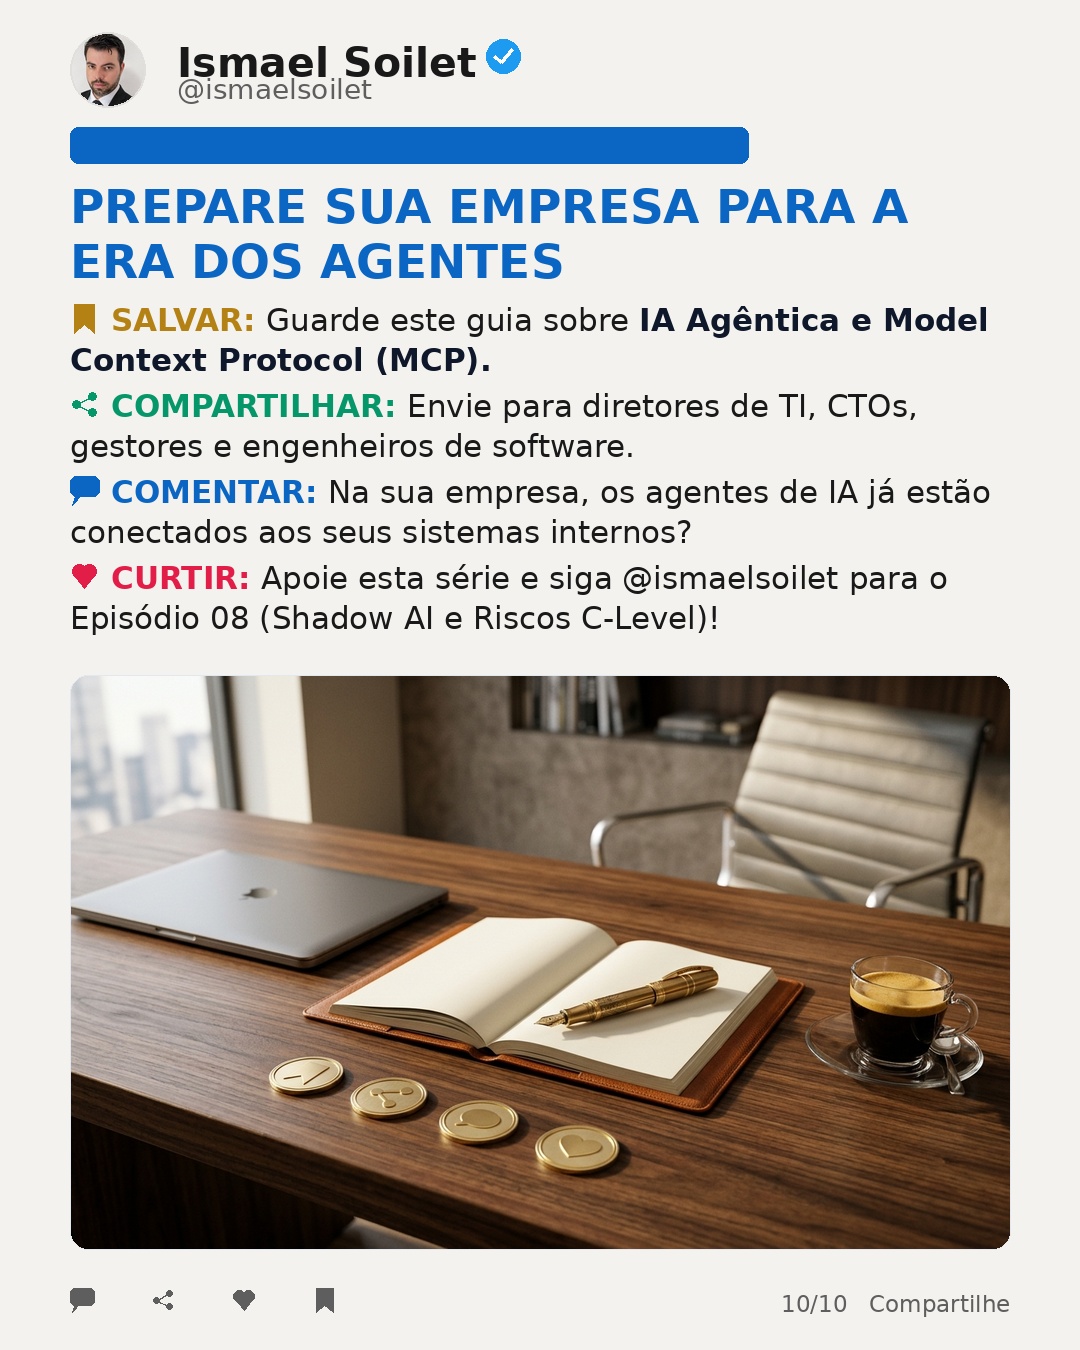 Ismael Soilet
@ismaelsoilet
PREPARE SUA EMPRESA PARA A
ERA DOS AGENTES
SALVAR: Guarde este guia sobre IA Agêntica e Model
Context Protocol (MCP).
COMPARTILHAR: Envie para diretores de TI, CTOs,
gestores e engenheiros de software.
COMENTAR: Na sua empresa, os agentes de IA já estão
conectados aos seus sistemas internos?
CURTIR: Apoie esta série e siga @ismaelsoilet para o
Episódio 08 (Shadow AI e Riscos C-Level)!
10/10 Compartilhe